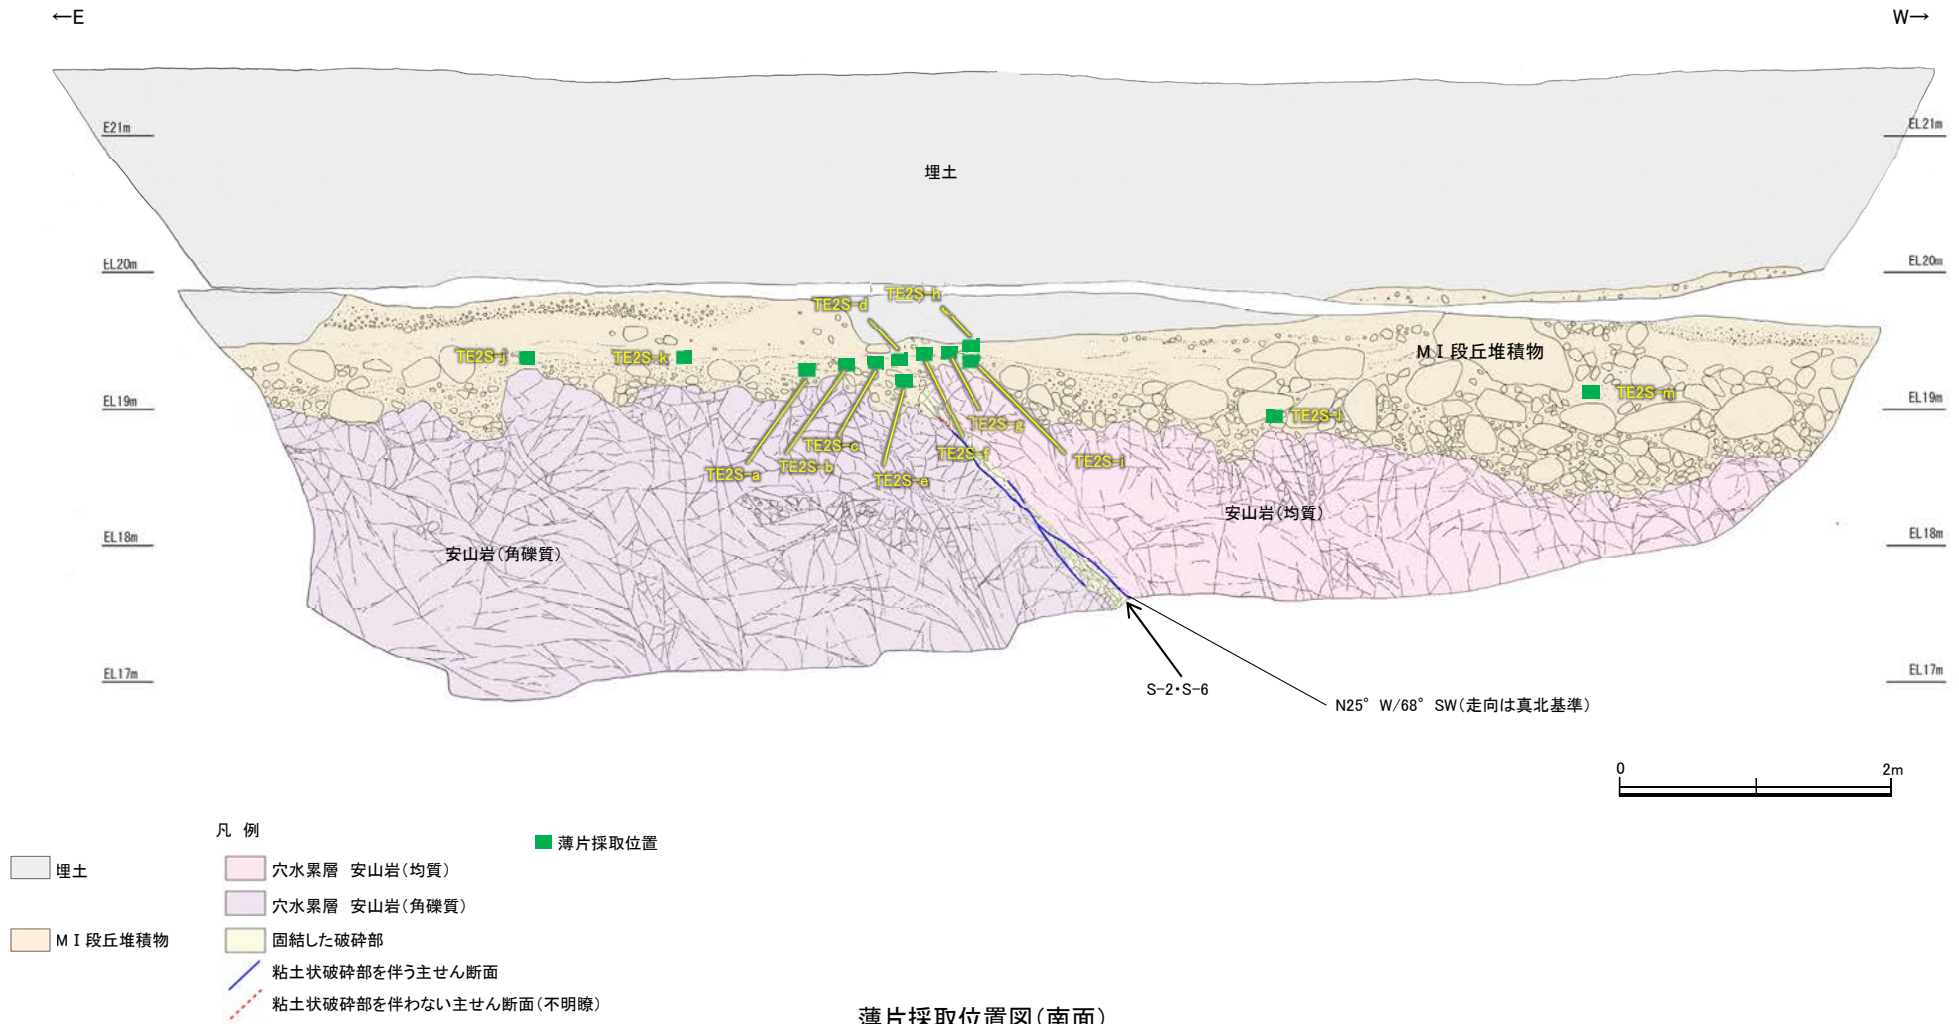 ←E
W→
E21m
EL21m
埋土
EL20m
EL20m
TE2S-d
TE2S-h
TE2S-j
TE2S-k
MⅠ段丘堆積物
TE2S-m
EL19m
EL19m
TE2S-l
TE2S-g
TE2S-c
TE2S-f
TE2S-i
TE2S-a
TE2S-b
TE2S-e
安山岩(均質)
安山岩(角礫質)
EL18m
EL18m
EL17m
EL17m
S-2・S-6
N25°W/68°SW(走向は真北基準)
0
2m
凡 例
薄片採取位置
埋土
穴水累層 安山岩(均質)
穴水累層 安山岩(角礫質)
MⅠ段丘堆積物
固結した破砕部
粘土状破砕部を伴う主せん断面
粘土状破砕部を伴わない主せん断面(不明瞭)
薄片採取位置図(南面)